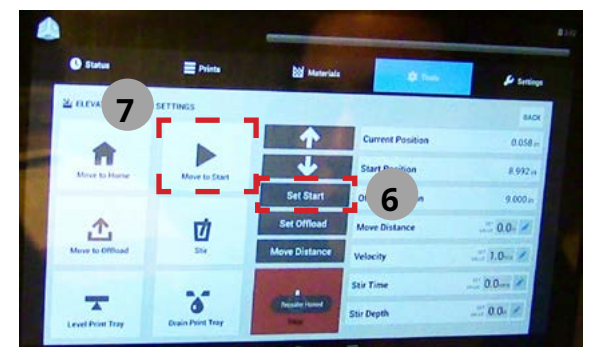 Status
Prints
Materials
Tools
Settings
7
ELEVA
SETTINGS
BACK
Move to Home
Move to Start
Current Position
0.058 in
Start Position
8.992 in
Set Start
6
9.000 in
Move to Offload
Stir
Set Offload
Move Distance
0.0
Move Distance
Velocity
1.0
Stir Time
0.0
Level Print Tray
Drain Print Tray
Require Homed
Stir Depth
0.0